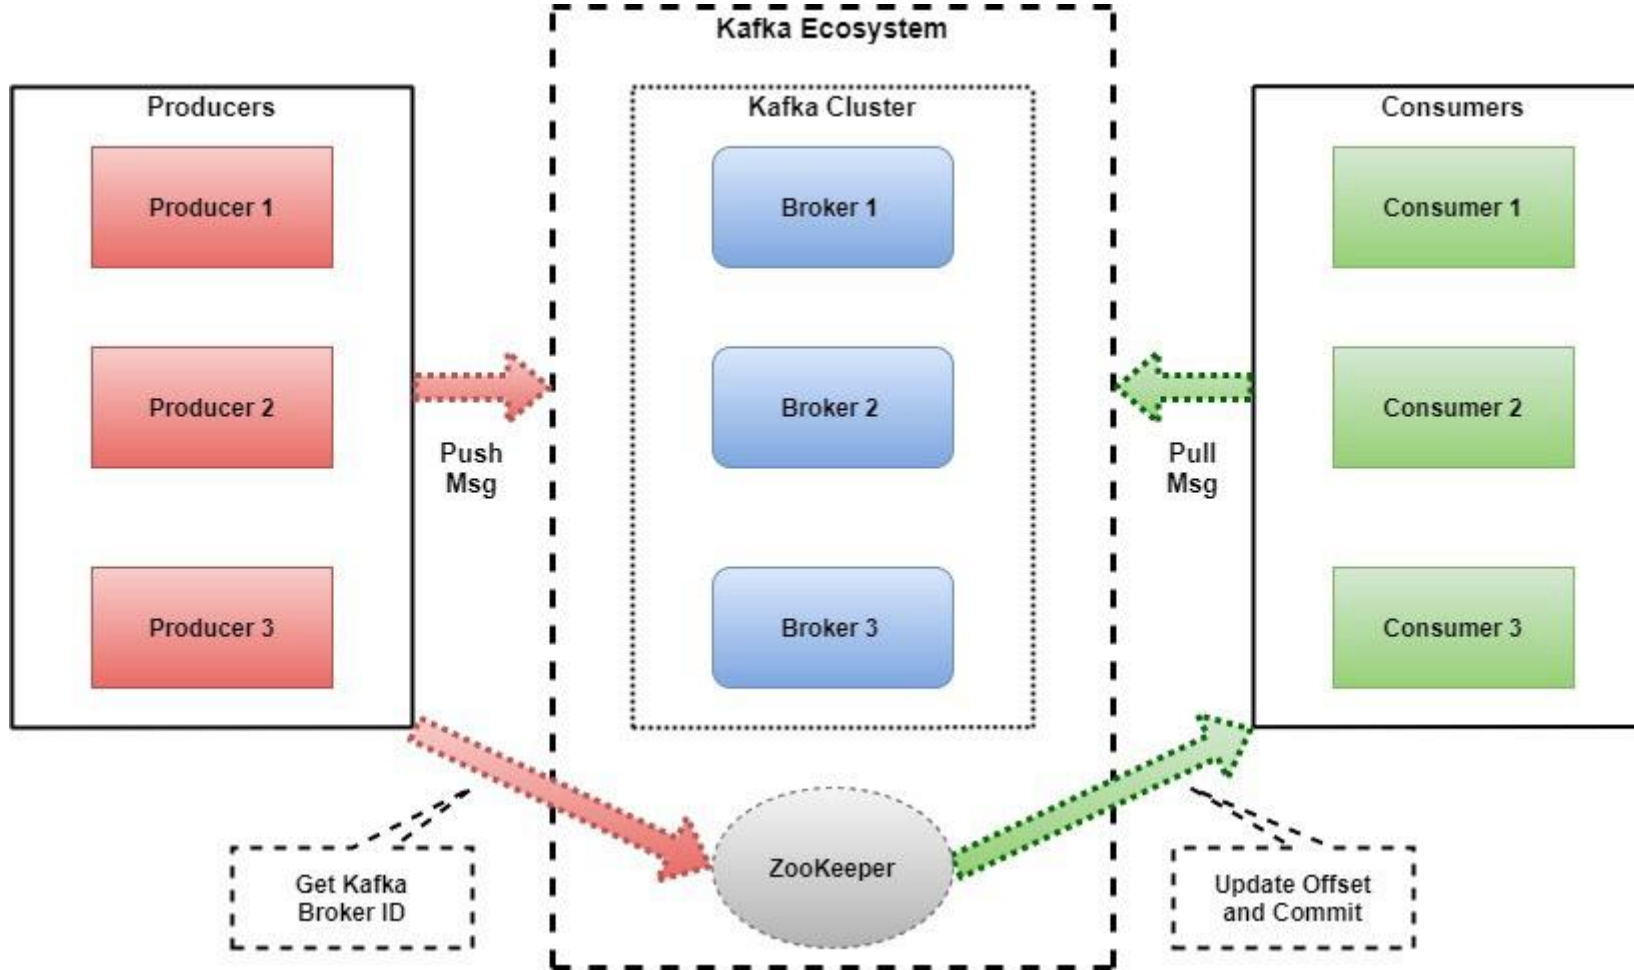 Kafka Ecosystem
Producers
Producer 1
Producer 2
Producer 3
Push
Msg
Kafka Cluster
Broker 1
Broker 2
Broker 3
Pull
Msg
Consumers
Consumer 1
Consumer 2
Consumer 3
Get Kafka
Broker ID
ZooKeeper
Update Offset
and Commit